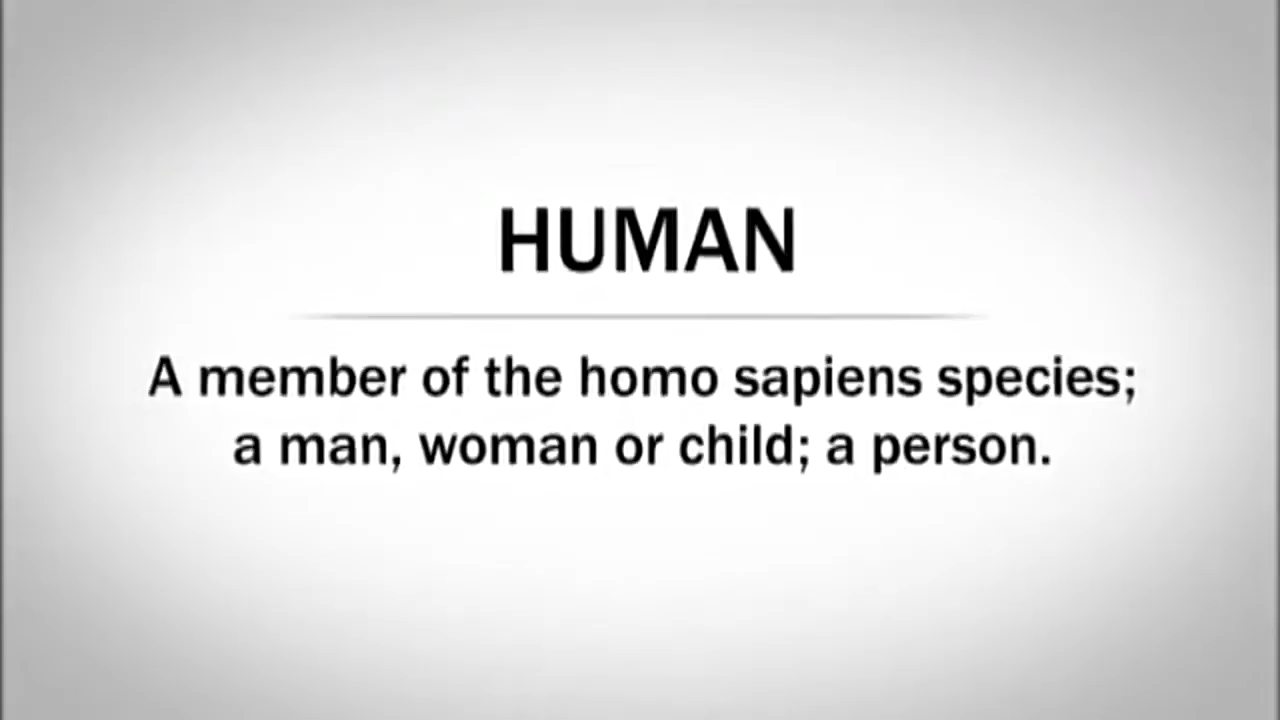 HUMAN
A member of the homo sapiens species;
a man, woman or child; a person.